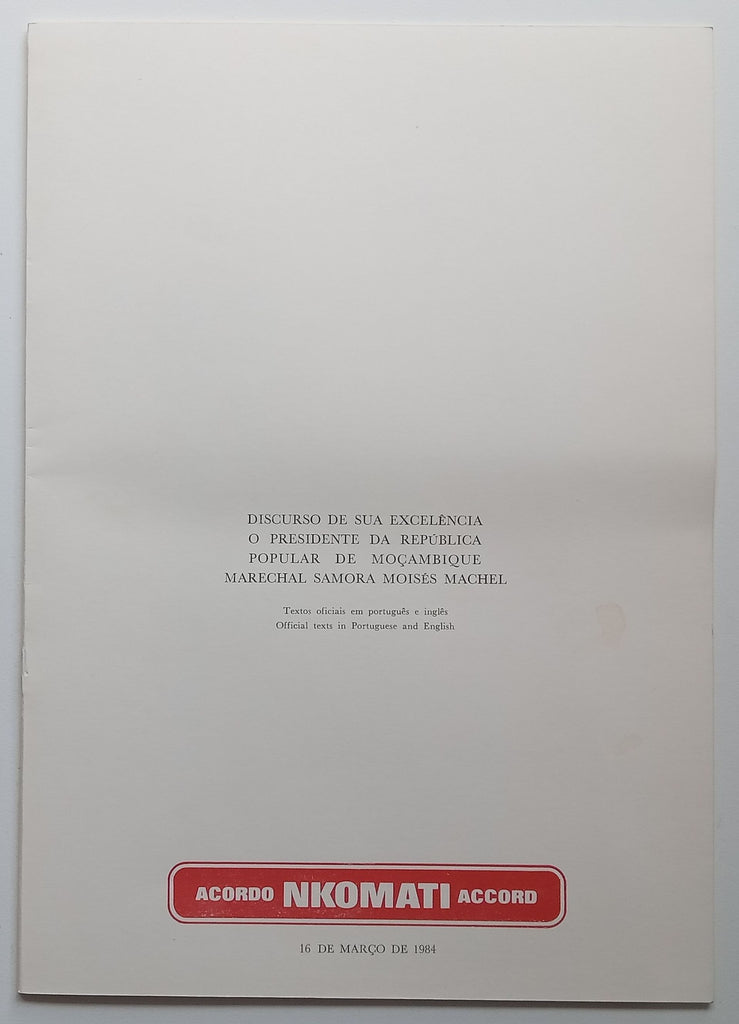 DISCURSO DE SUA EXCELÊNCIA
O PRESIDENTE DA REPÚBLICA
POPULAR DE MOÇAMBIQUE
MARECHAL SAMORA MOISÉS MACHEL
Textos oficiais em português e inglês
Official texts in Portuguese and English
ACORDO NKOMATI ACCORD
16 DE MARÇO DE 1984